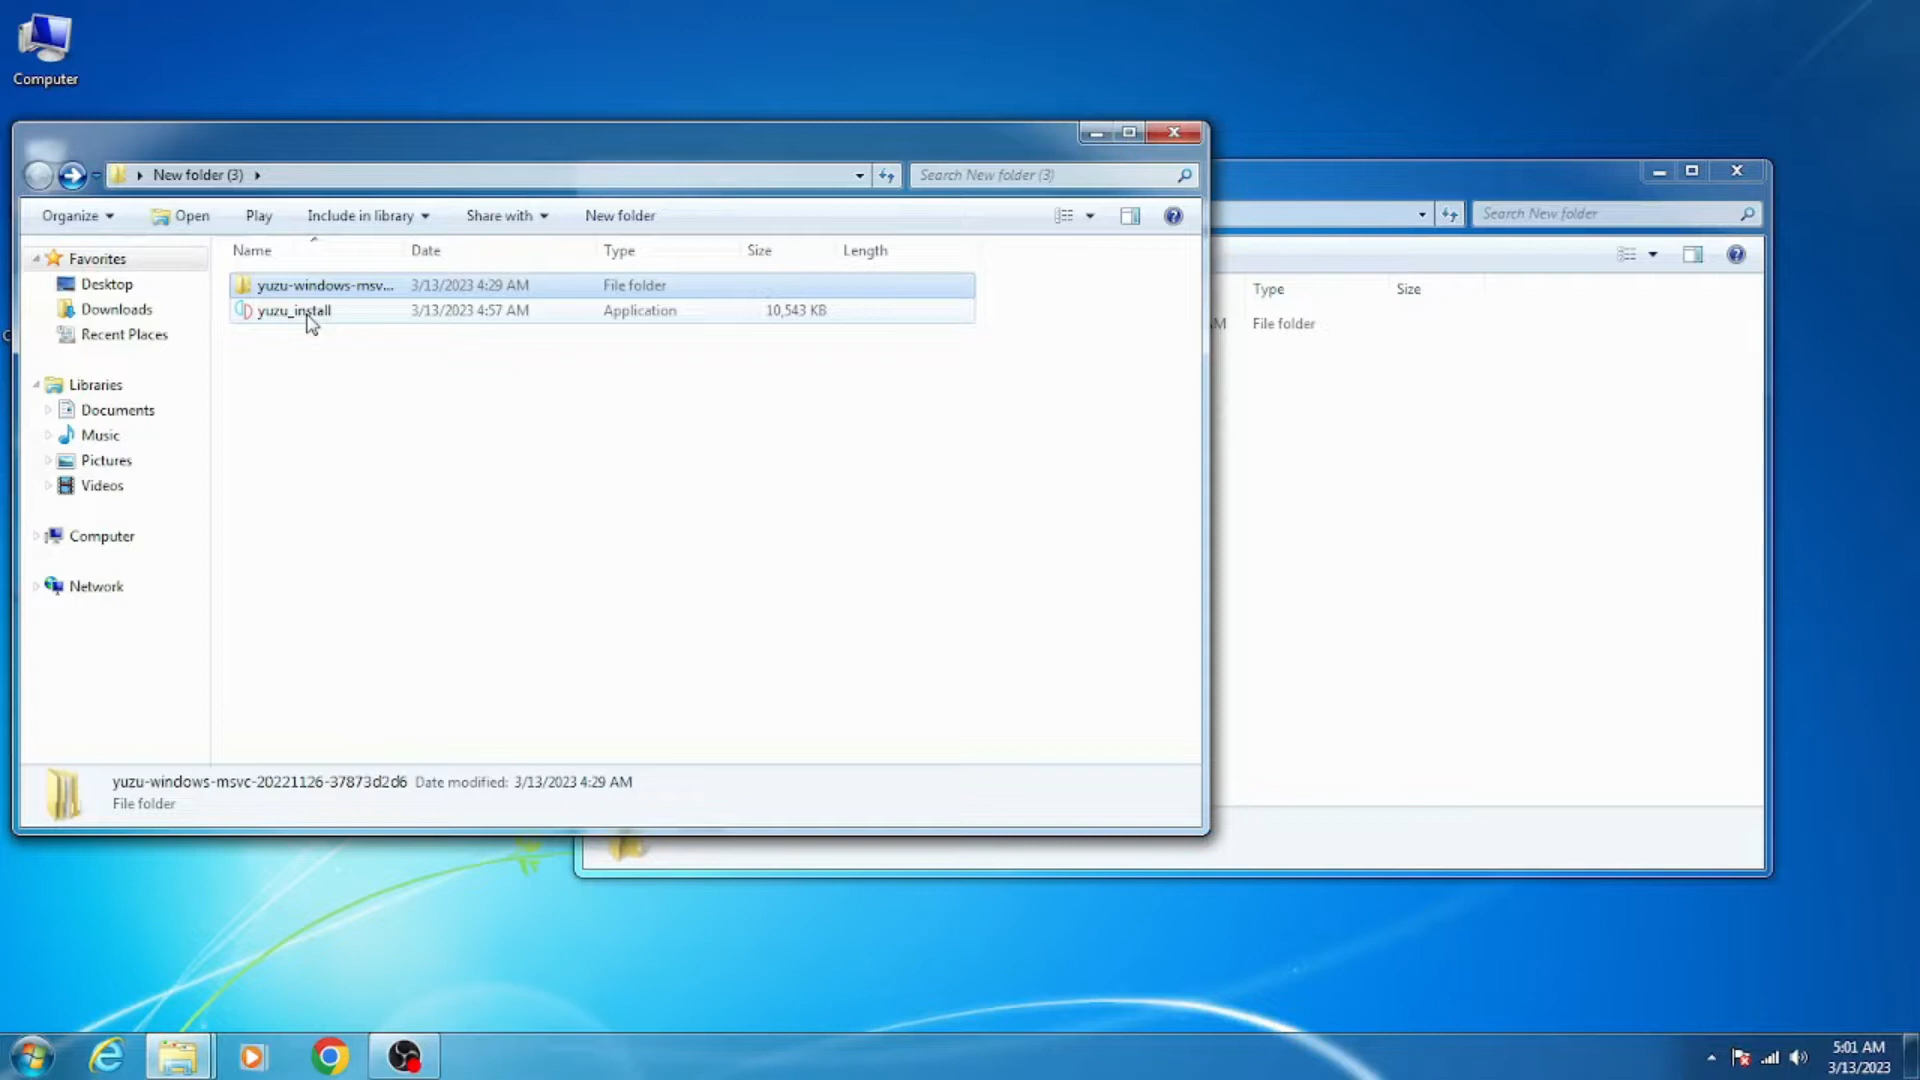 Computer
New folder (3)
Search New folder (3)
Search New folder
Organize
Open
Play
Include in library
Share with
New folder
Name
Date
Type
Size
Length
Favorites
Desktop
Downloads
Recent Places
Libraries
Documents
Music
Pictures
Videos
Computer
Network
yuzu-windows-msv... 3/13/2023 4:29 AM File folder
yuzu_install 3/13/2023 4:57 AM Application 10,543 KB
Type
Size
M File folder
yuzu-windows-msvc-20221126-37873d2d6 Date modified: 3/13/2023 4:29 AM
File folder
5:01 AM
3/13/2023